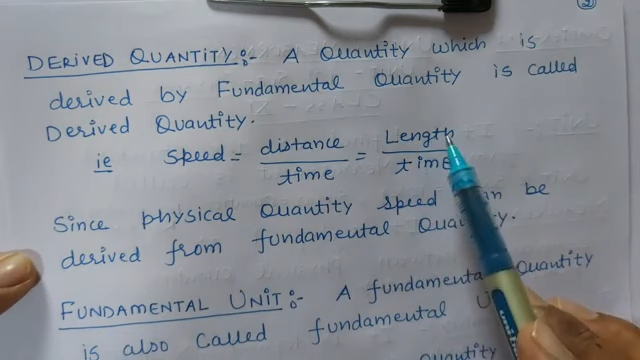 DERIVED QUANTITY :- A Quantity which is
derived by Fundamental Quantity is called
Derived Quantity.
ie Speed = distance/time = Length/time
Since physical Quantity speed can be
derived from fundamental Quantity.
FUNDAMENTAL UNIT :- A fundamental Quantity
is also called fundamental
Quantity